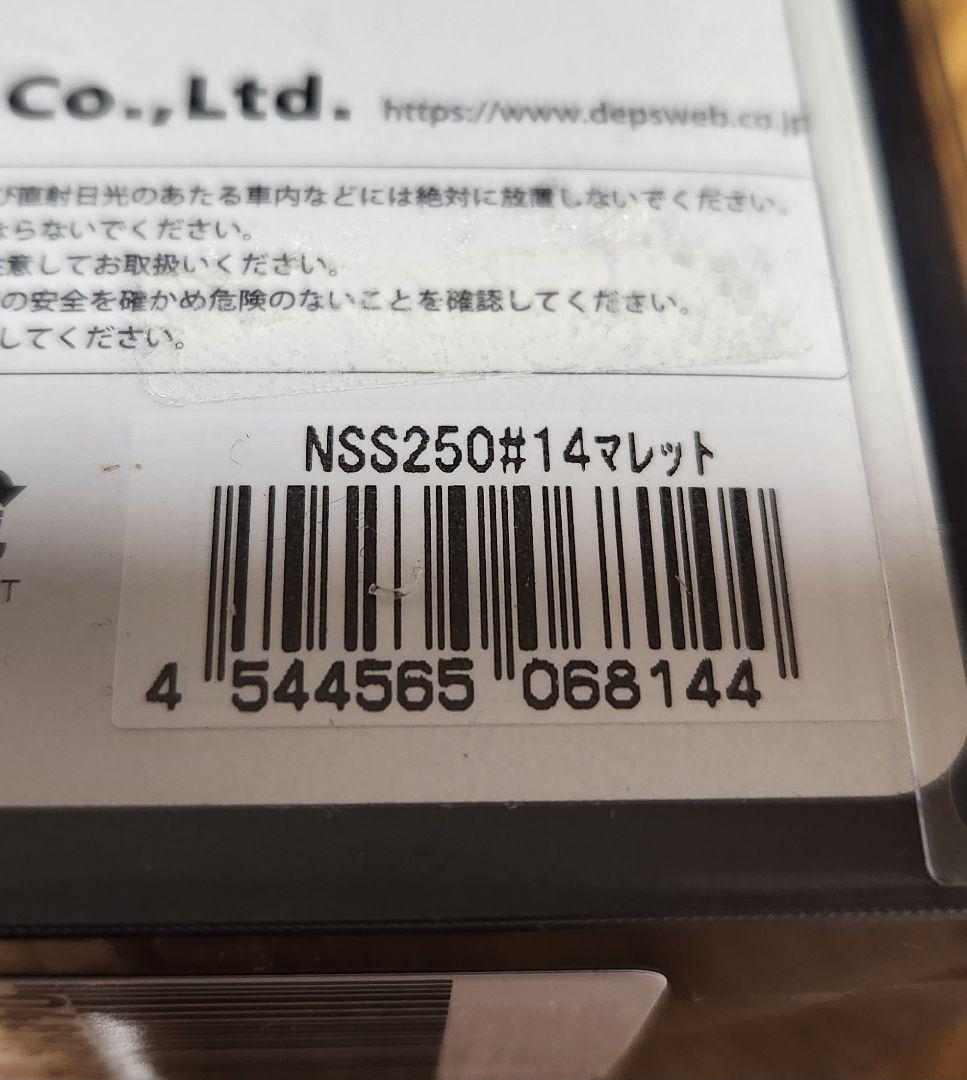 Co.,Ltd. https://www.depsweb.co.jp
び直射日光のあたる車内などには絶対に放置しないでください。
ならないでください。
注意してお取扱いください。
の安全を確かめ危険のないことを確認してください。
してください。
NSS250#14マレット
4 544565 068144
T